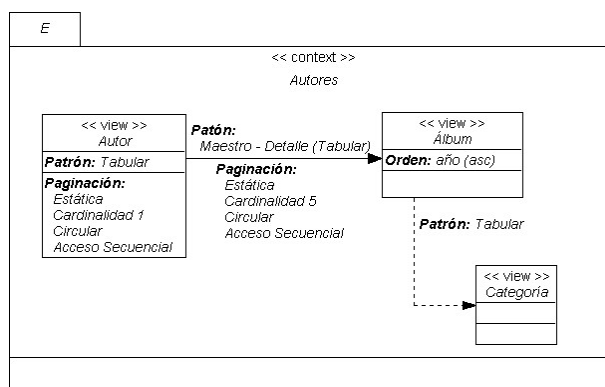 E
<< context >>
Autores
<< view >>
Autor
Patrón: Tabular
Paginación:
Estática
Cardinalidad 1
Circular
Acceso Secuencial
Patón:
Maestro - Detalle (Tabular)
Paginación:
Estática
Cardinalidad 5
Circular
Acceso Secuencial
<< view >>
Álbum
Orden: año (asc)
Patrón: Tabular
<< view >>
Categoría